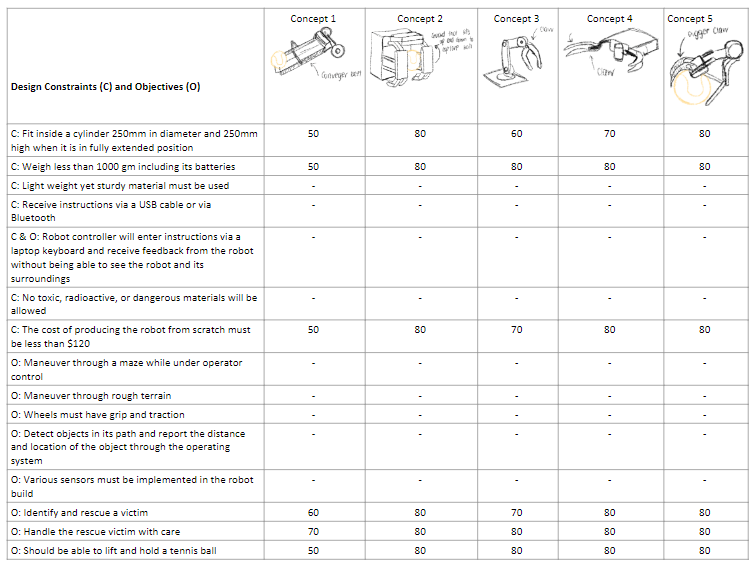 Concept 1 Concept 2 Concept 3 Concept 4 Concept 5
Claw
Digger Claw
Conveyer belt
Claw
Design Constraints (C) and Objectives (O)
C: Fit inside a cylinder 250mm in diameter and 250mm 50 80 60 70 80
high when it is in fully extended position
C: Weigh less than 1000 gm including its batteries 50 80 80 80 80
C: Light weight yet sturdy material must be used - - - - -
C: Receive instructions via a USB cable or via - - - - -
Bluetooth
C & O: Robot controller will enter instructions via a - - - - -
laptop keyboard and receive feedback from the robot
without being able to see the robot and its
surroundings
C: No toxic, radioactive, or dangerous materials will be - - - - -
allowed
C: The cost of producing the robot from scratch must 50 80 70 80 80
be less than $120
O: Maneuver through a maze while under operator - - - - -
control
O: Maneuver through rough terrain - - - - -
O: Wheels must have grip and traction - - - - -
O: Detect objects in its path and report the distance - - - - -
and location of the object through the operating
system
O: Various sensors must be implemented in the robot - - - - -
build
O: Identify and rescue a victim 60 80 70 80 80
O: Handle the rescue victim with care 70 80 80 80 80
O: Should be able to lift and hold a tennis ball 50 80 80 80 80